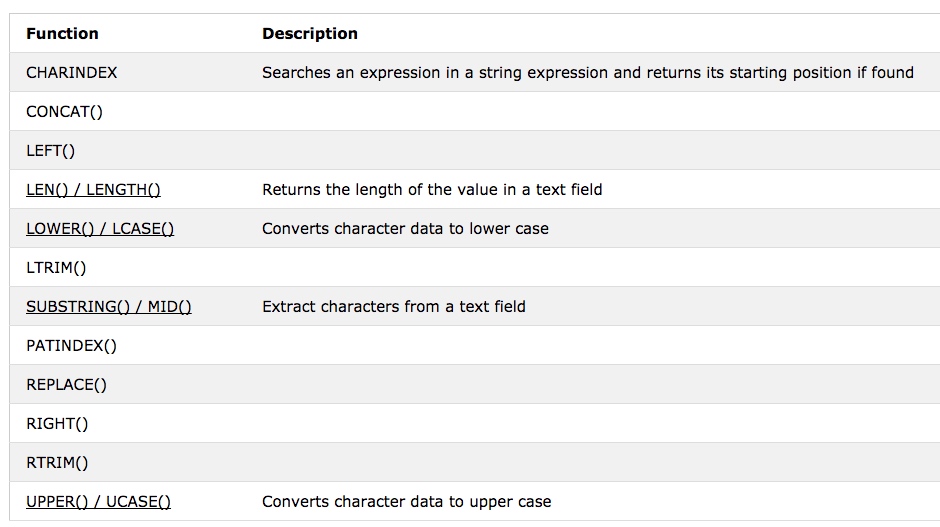 Function Description
CHARINDEX Searches an expression in a string expression and returns its starting position if found
CONCAT()
LEFT()
LEN() / LENGTH() Returns the length of the value in a text field
LOWER() / LCASE() Converts character data to lower case
LTRIM()
SUBSTRING() / MID() Extract characters from a text field
PATINDEX()
REPLACE()
RIGHT()
RTRIM()
UPPER() / UCASE() Converts character data to upper case